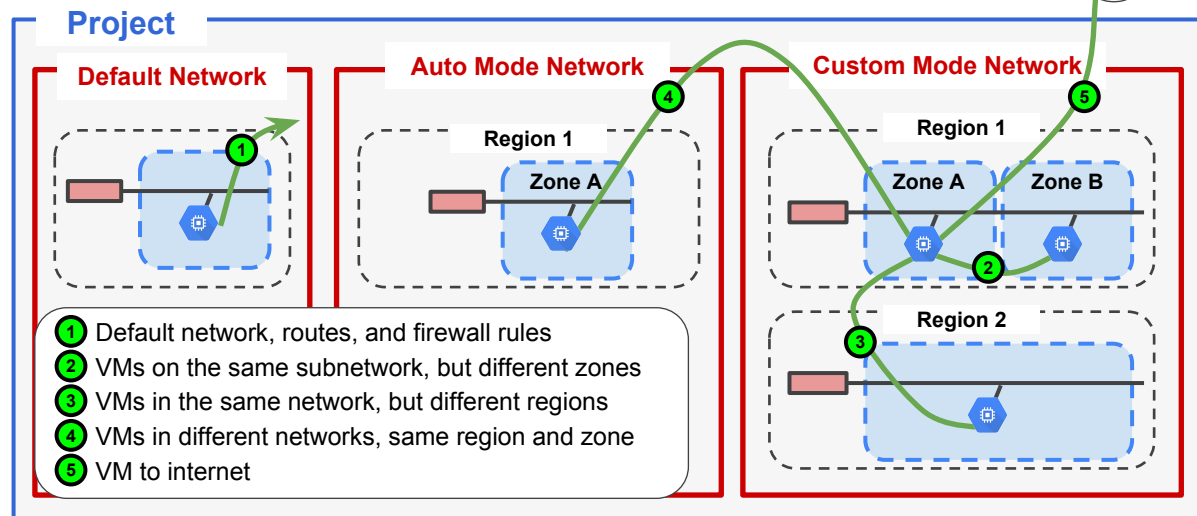 Project
Default Network
Auto Mode Network
Custom Mode Network
1
4
5
Region 1
Zone A
Region 1
Zone A
Zone B
2
Region 2
3
1 Default network, routes, and firewall rules
2 VMs on the same subnetwork, but different zones
3 VMs in the same network, but different regions
4 VMs in different networks, same region and zone
5 VM to internet